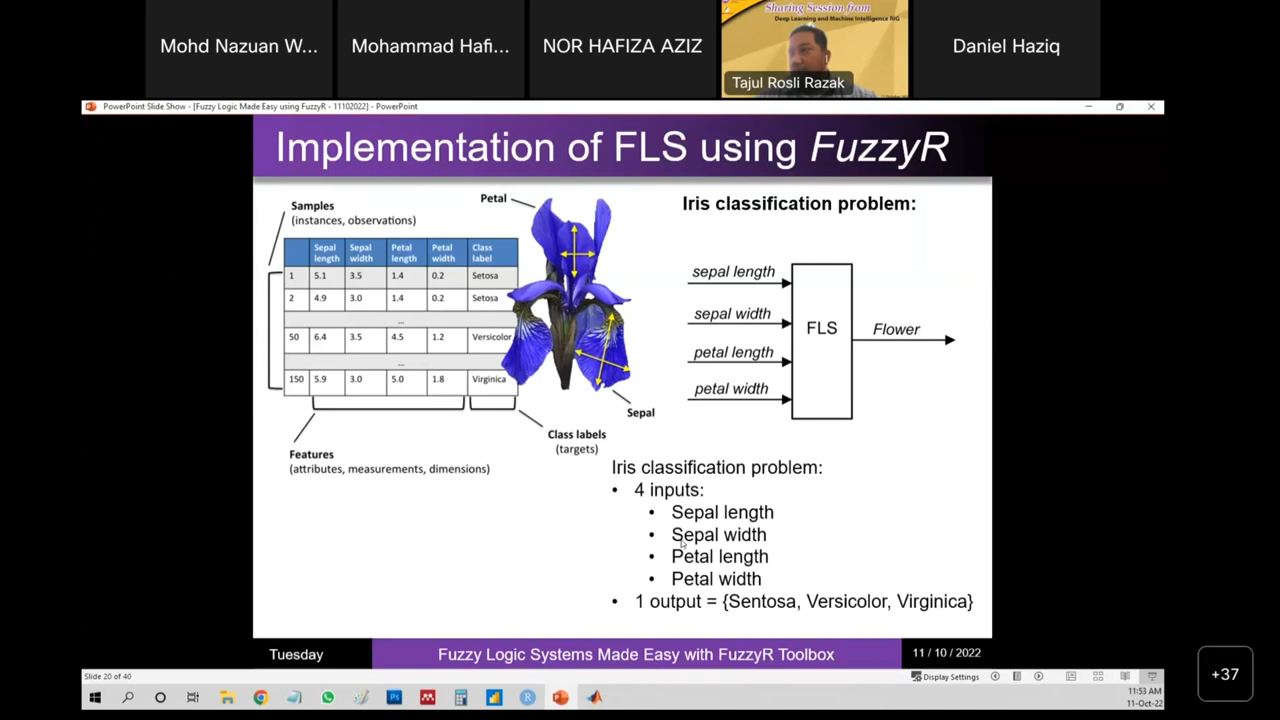 Mohd Nazuan W...
Mohammad Hafi...
NOR HAFIZA AZIZ
Sharing Session from
Deep Learning and Machine Intelligence RIG
Tajul Rosli Razak
Daniel Haziq
PowerPoint Slide Show - [Fuzzy Logic Made Easy using FuzzyR - 11102022] - PowerPoint
Implementation of FLS using FuzzyR
Samples
(instances, observations)
Petal
Sepal length Sepal width Petal length Petal width Class label
1 5.1 3.5 1.4 0.2 Setosa
2 4.9 3.0 1.4 0.2 Setosa
...
50 6.4 3.5 4.5 1.2 Versicolor
...
150 5.9 3.0 5.0 1.8 Virginica
Sepal
Class labels
(targets)
Features
(attributes, measurements, dimensions)
Iris classification problem:
sepal length
sepal width
petal length
petal width
FLS
Flower
Iris classification problem:
• 4 inputs:
• Sepal length
• Sepal width
• Petal length
• Petal width
• 1 output = {Sentosa, Versicolor, Virginica}
Tuesday
Fuzzy Logic Systems Made Easy with FuzzyR Toolbox
11 / 10 / 2022
Slide 20 of 40
Display Settings
+37
11:53 AM
11-Oct-22